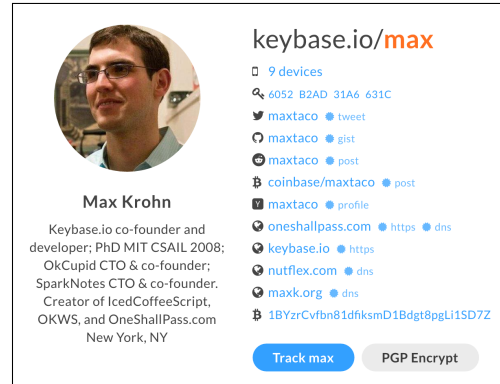 keybase.io/max
9 devices
6052 B2AD 31A6 631C
maxtaco tweet
maxtaco gist
maxtaco post
coinbase/maxtaco post
Y maxtaco profile
oneshallpass.com https dns
keybase.io https
nutflex.com dns
maxk.org dns
1BYzrCvfbn81dfiksmD1Bdgt8pgLi1SD7Z
Track max PGP Encrypt
Max Krohn
Keybase.io co-founder and
developer; PhD MIT CSAIL 2008;
OkCupid CTO & co-founder;
SparkNotes CTO & co-founder.
Creator of IcedCoffeeScript,
OKWS, and OneShallPass.com
New York, NY